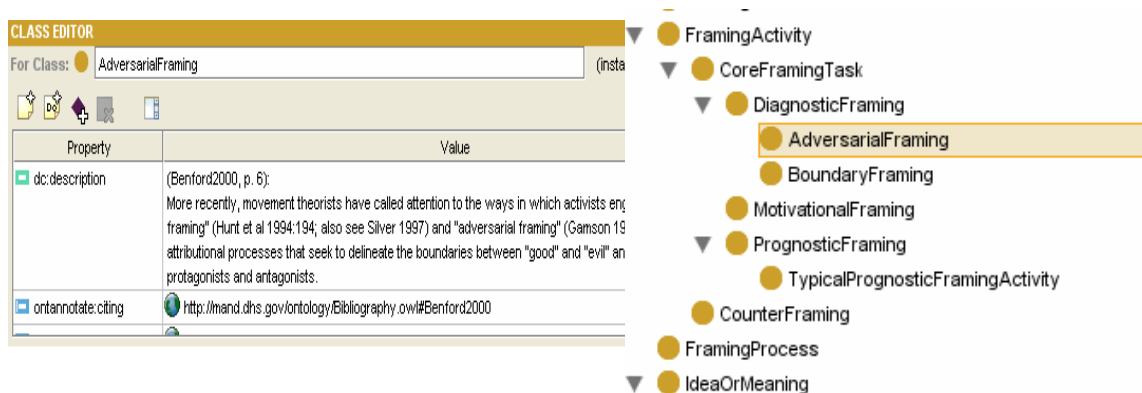 CLASS EDITOR
For Class: AdversarialFraming (insta
Property Value
dc:description (Benford2000, p. 6):
More recently, movement theorists have called attention to the ways in which activists eng
framing" (Hunt et al 1994:194; also see Silver 1997) and "adversarial framing" (Gamson 19
attributional processes that seek to delineate the boundaries between "good" and "evil" an
protagonists and antagonists.
ontannotate:citing http://mand.dhs.gov/ontology/Bibliography.owl#Benford2000
FramingActivity
CoreFramingTask
DiagnosticFraming
AdversarialFraming
BoundaryFraming
MotivationalFraming
PrognosticFraming
TypicalPrognosticFramingActivity
CounterFraming
FramingProcess
IdeaOrMeaning